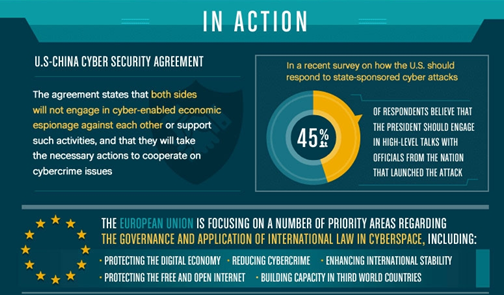 IN ACTION
U.S-CHINA CYBER SECURITY AGREEMENT
The agreement states that both sides
will not engage in cyber-enabled economic
espionage against each other or support
such activities, and that they will take
the necessary actions to cooperate on
cybercrime issues
In a recent survey on how the U.S. should
respond to state-sponsored cyber attacks
45%
OF RESPONDENTS BELIEVE THAT
THE PRESIDENT SHOULD ENGAGE
IN HIGH-LEVEL TALKS WITH
OFFICIALS FROM THE NATION
THAT LAUNCHED THE ATTACK
THE EUROPEAN UNION IS FOCUSING ON A NUMBER OF PRIORITY AREAS REGARDING
THE GOVERNANCE AND APPLICATION OF INTERNATIONAL LAW IN CYBERSPACE, INCLUDING:
• PROTECTING THE DIGITAL ECONOMY • REDUCING CYBERCRIME • ENHANCING INTERNATIONAL STABILITY
• PROTECTING THE FREE AND OPEN INTERNET • BUILDING CAPACITY IN THIRD WORLD COUNTRIES